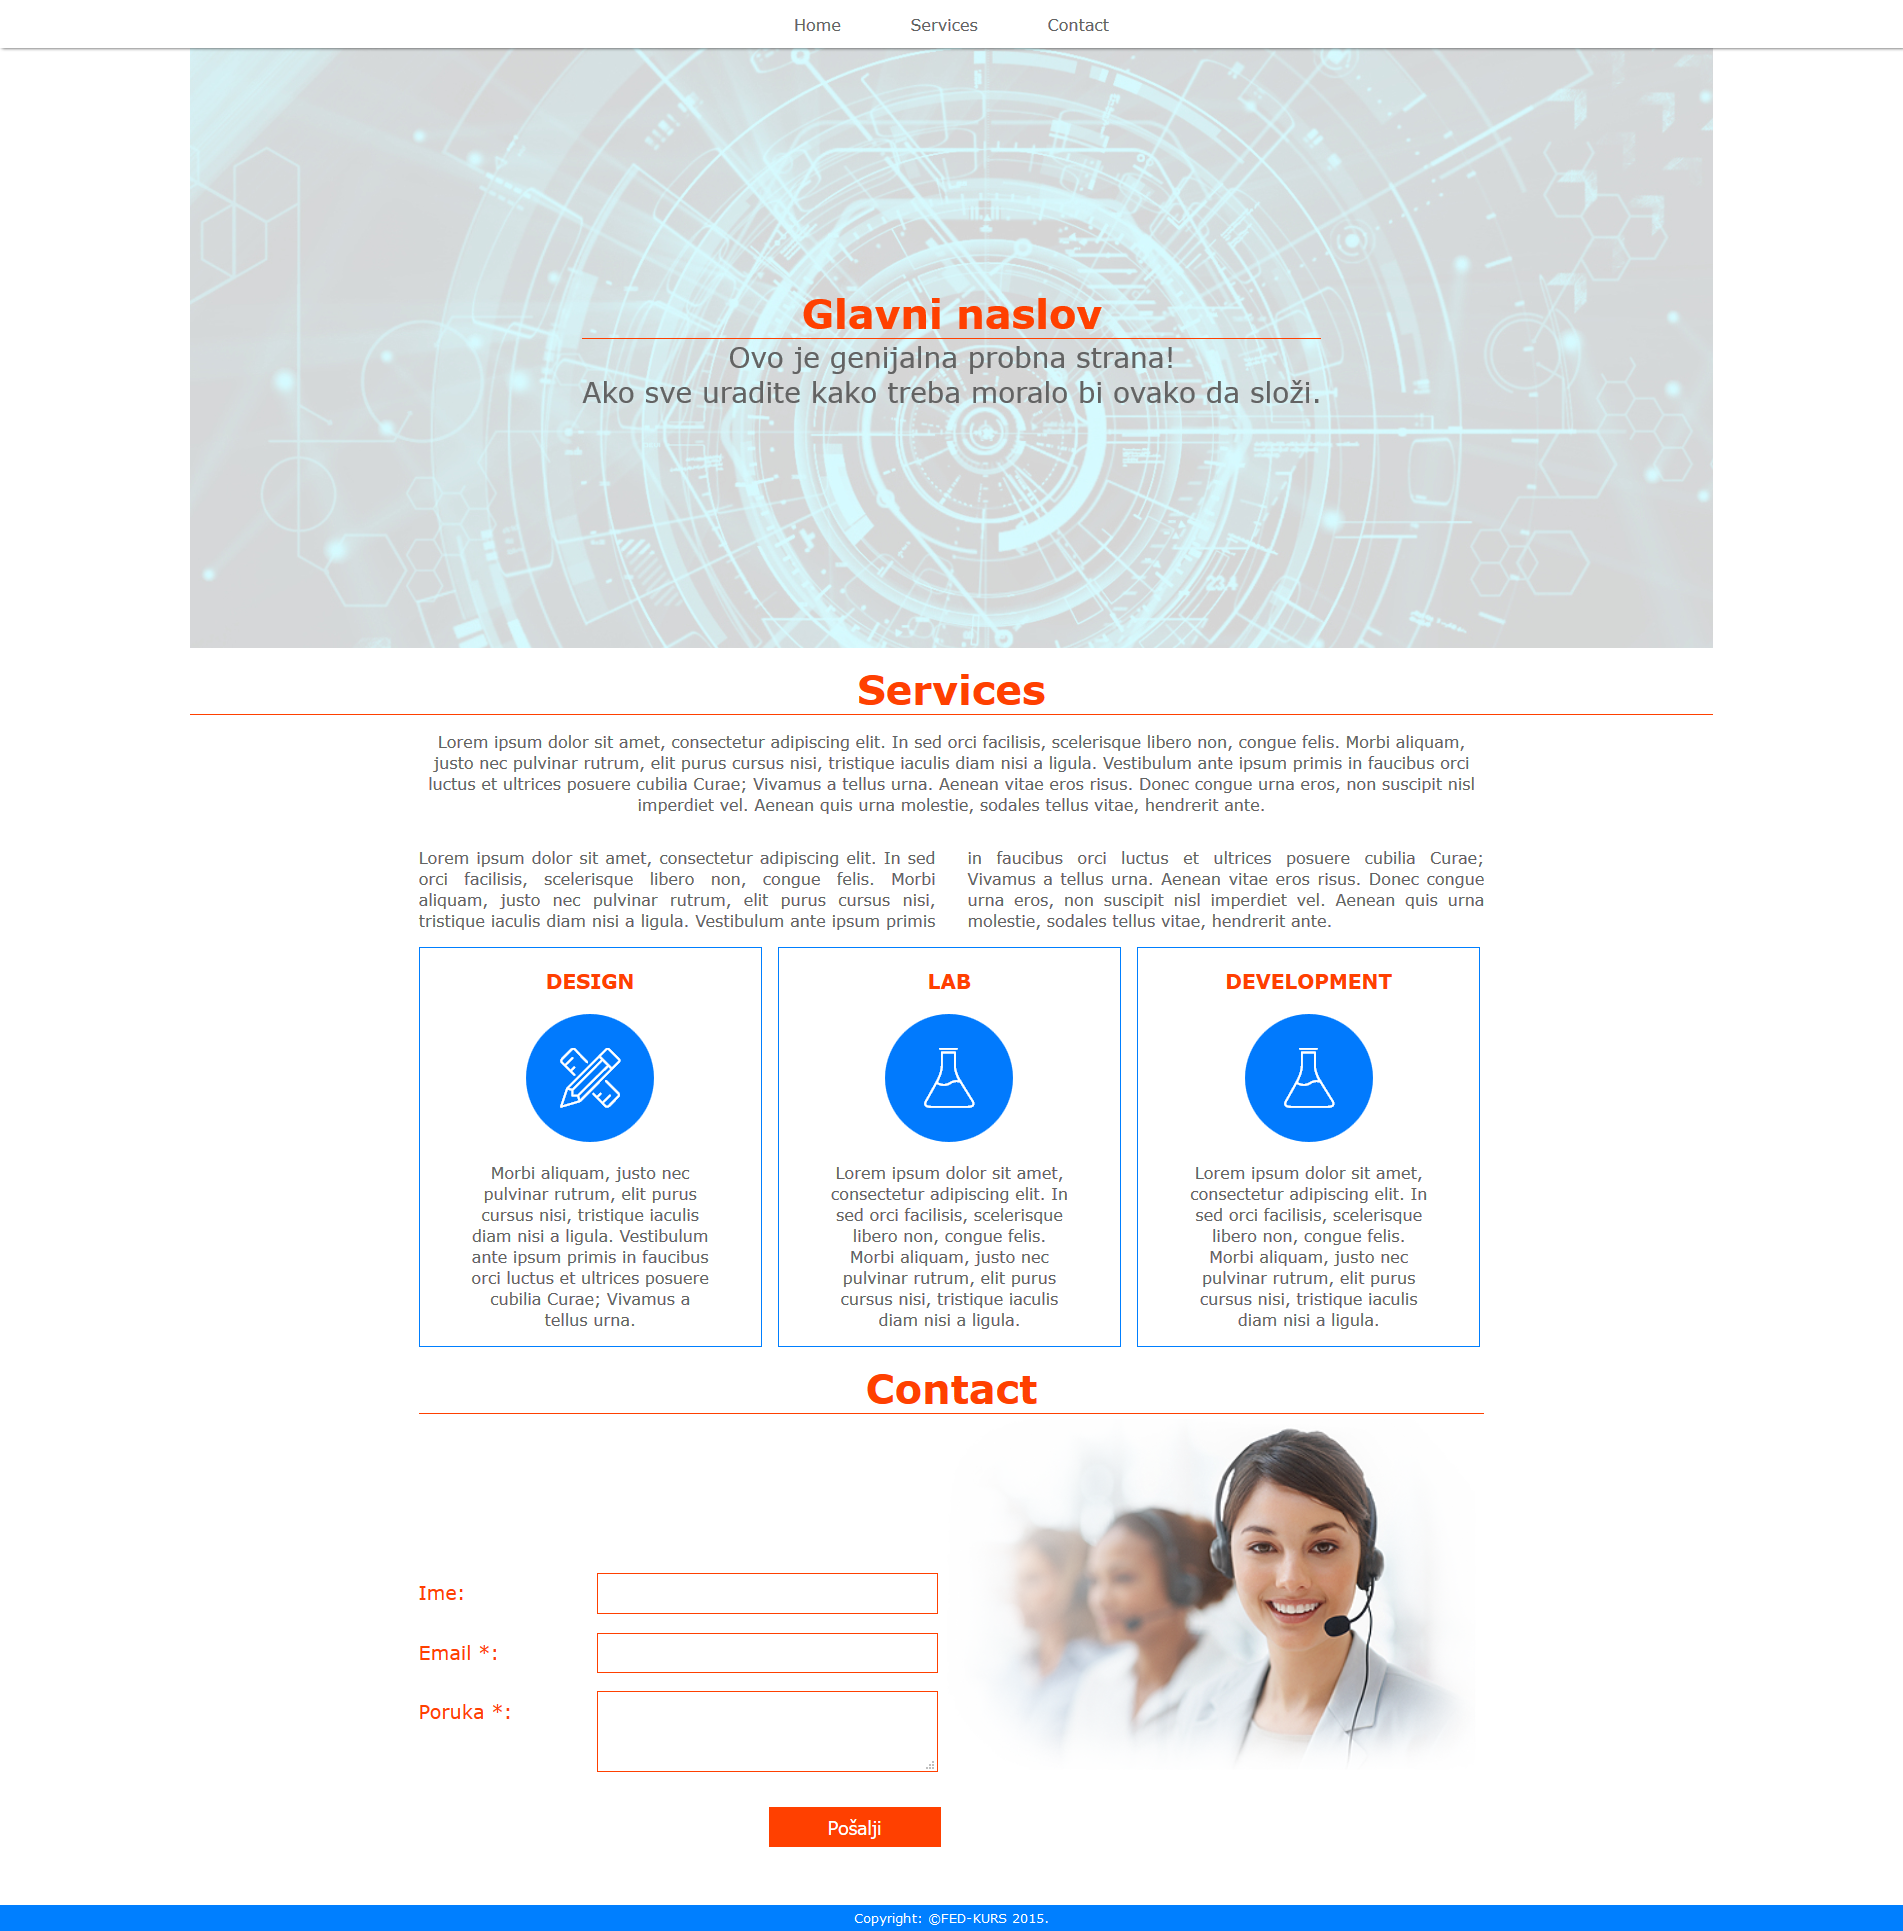 Home Services Contact
Glavni naslov
Ovo je genijalna probna strana!
Ako sve uradite kako treba moralo bi ovako da složi.
23.4
Services
Lorem ipsum dolor sit amet, consectetur adipiscing elit. In sed orci facilisis, scelerisque libero non, congue felis. Morbi aliquam,
justo nec pulvinar rutrum, elit purus cursus nisi, tristique iaculis diam nisi a ligula. Vestibulum ante ipsum primis in faucibus orci
luctus et ultrices posuere cubilia Curae; Vivamus a tellus urna. Aenean vitae eros risus. Donec congue urna eros, non suscipit nisl
imperdiet vel. Aenean quis urna molestie, sodales tellus vitae, hendrerit ante.
Lorem ipsum dolor sit amet, consectetur adipiscing elit. In sed
orci facilisis, scelerisque libero non, congue felis. Morbi
aliquam, justo nec pulvinar rutrum, elit purus cursus nisi,
tristique iaculis diam nisi a ligula. Vestibulum ante ipsum primis
in faucibus orci luctus et ultrices posuere cubilia Curae;
Vivamus a tellus urna. Aenean vitae eros risus. Donec congue
urna eros, non suscipit nisl imperdiet vel. Aenean quis urna
molestie, sodales tellus vitae, hendrerit ante.
DESIGN
Morbi aliquam, justo nec
pulvinar rutrum, elit purus
cursus nisi, tristique iaculis
diam nisi a ligula. Vestibulum
ante ipsum primis in faucibus
orci luctus et ultrices posuere
cubilia Curae; Vivamus a
tellus urna.
LAB
Lorem ipsum dolor sit amet,
consectetur adipiscing elit. In
sed orci facilisis, scelerisque
libero non, congue felis.
Morbi aliquam, justo nec
pulvinar rutrum, elit purus
cursus nisi, tristique iaculis
diam nisi a ligula.
DEVELOPMENT
Lorem ipsum dolor sit amet,
consectetur adipiscing elit. In
sed orci facilisis, scelerisque
libero non, congue felis.
Morbi aliquam, justo nec
pulvinar rutrum, elit purus
cursus nisi, tristique iaculis
diam nisi a ligula.
Contact
Ime:
Email *:
Poruka *:
Pošalji
Copyright: ©FED-KURS 2015.